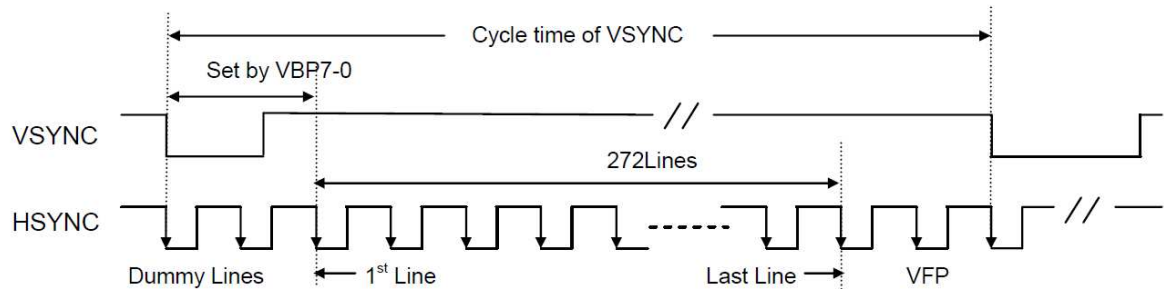 Cycle time of VSYNC
Set by VBP7-0
VSYNC
272Lines
HSYNC
Dummy Lines
1st Line
Last Line
VFP